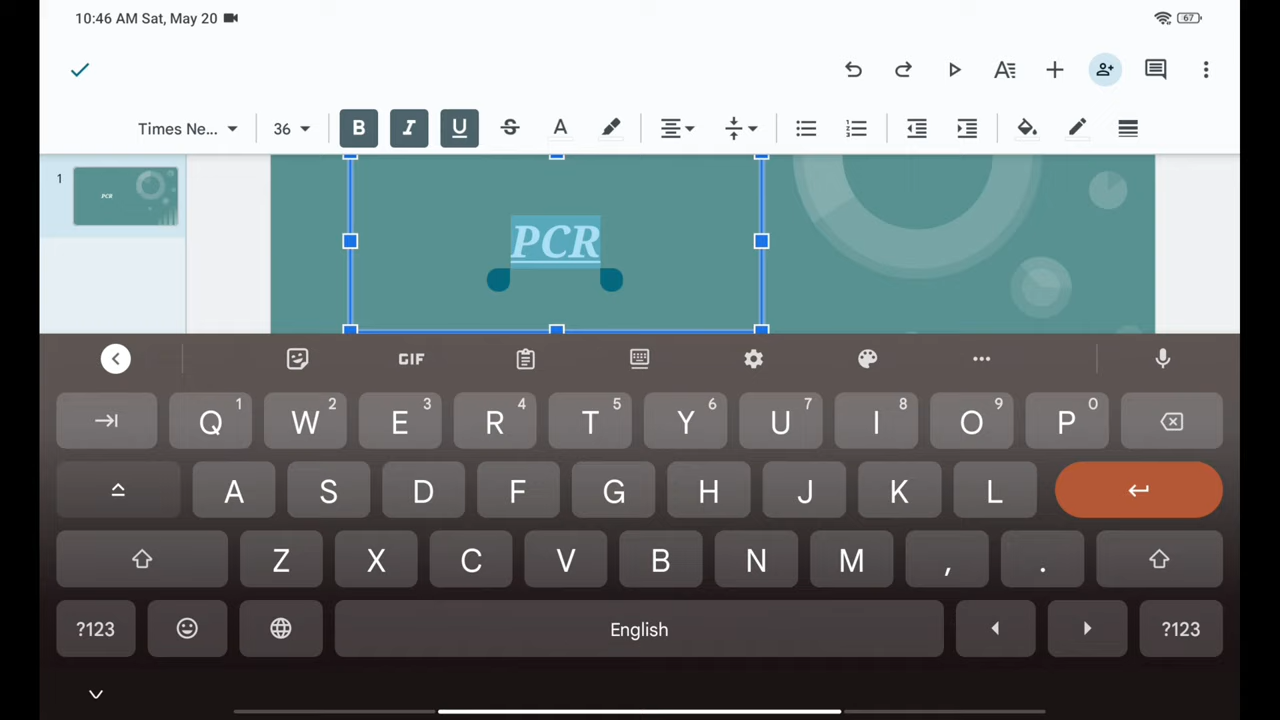 10:46 AM Sat, May 20
67
Times Ne... 36 B I U S A
1
PCR
PCR
GIF
Q 1 W 2 E 3 R 4 T 5 Y 6 U 7 I 8 O 9 P 0
A S D F G H J K L
Z X C V B N M , .
?123 English ?123